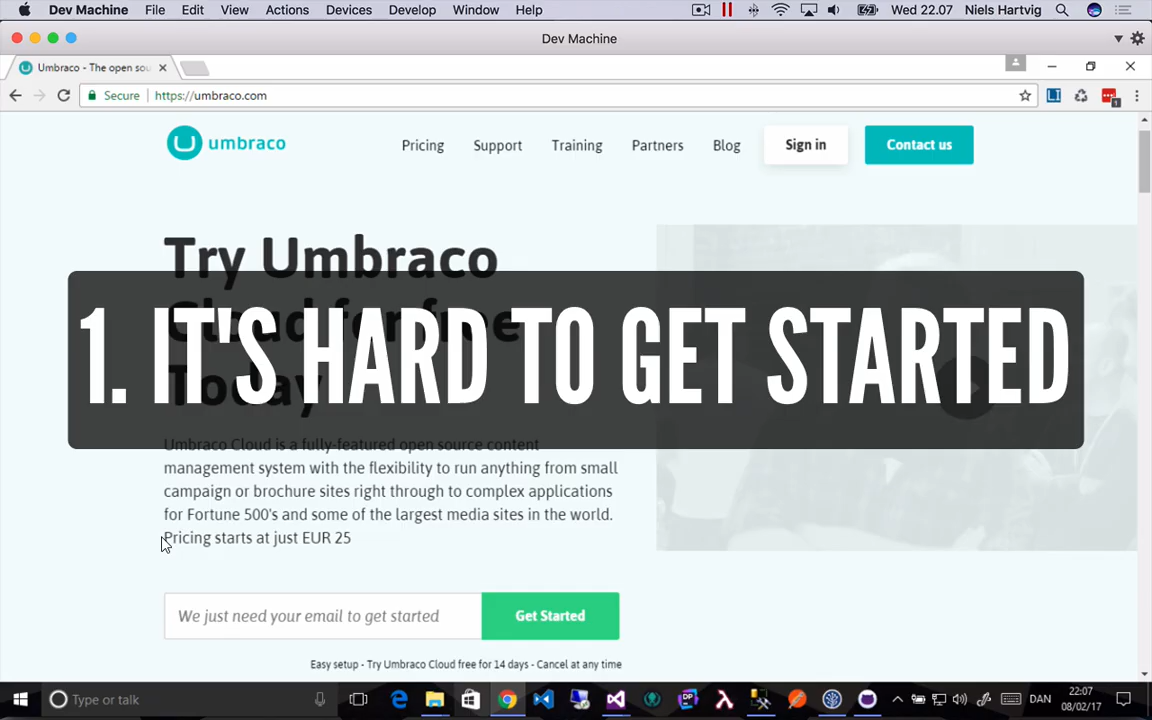 Dev Machine File Edit View Actions Devices Develop Window Help Wed 22.07 Niels Hartvig
Dev Machine
Umbraco - The open sou
Secure https://umbraco.com
1
umbraco Pricing Support Training Partners Blog Sign in Contact us
Try Umbraco
Cloud for free
Today
1. IT'S HARD TO GET STARTED
Umbraco Cloud is a fully-featured open source content
management system with the flexibility to run anything from small
campaign or brochure sites right through to complex applications
for Fortune 500's and some of the largest media sites in the world.
Pricing starts at just EUR 25
We just need your email to get started Get Started
Easy setup - Try Umbraco Cloud free for 14 days - Cancel at any time
Type or talk DAN 22:07
08/02/17